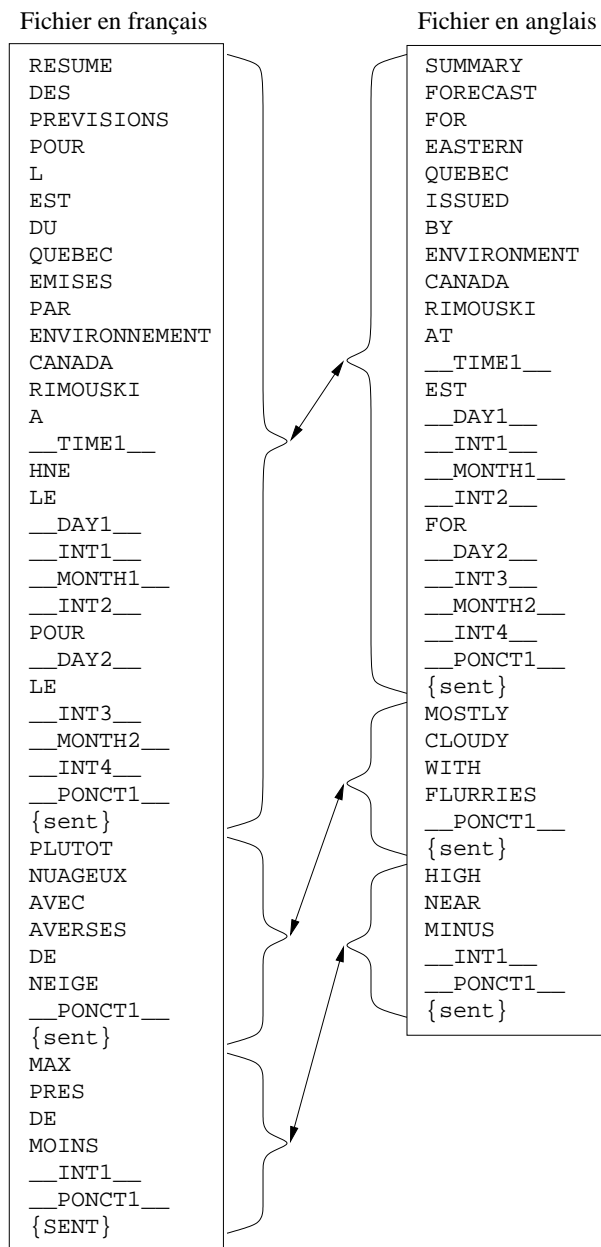 Fichier en français
RESUME
DES
PREVISIONS
POUR
L
EST
DU
QUEBEC
EMISES
PAR
ENVIRONNEMENT
CANADA
RIMOUSKI
A
__TIME1__
HNE
LE
__DAY1__
__INT1__
__MONTH1__
__INT2__
POUR
__DAY2__
LE
__INT3__
__MONTH2__
__INT4__
__PONCT1__
{sent}
PLUTOT
NUAGEUX
AVEC
AVERSES
DE
NEIGE
__PONCT1__
{sent}
MAX
PRES
DE
MOINS
__INT1__
__PONCT1__
{SENT}
Fichier en anglais
SUMMARY
FORECAST
FOR
EASTERN
QUEBEC
ISSUED
BY
ENVIRONMENT
CANADA
RIMOUSKI
AT
__TIME1__
EST
__DAY1__
__INT1__
__MONTH1__
__INT2__
FOR
__DAY2__
__INT3__
__MONTH2__
__INT4__
__PONCT1__
{sent}
MOSTLY
CLOUDY
WITH
FLURRIES
__PONCT1__
{sent}
HIGH
NEAR
MINUS
__INT1__
__PONCT1__
{sent}